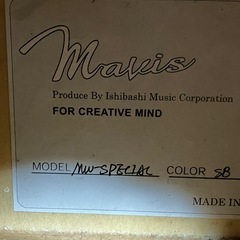 Mavis
Produce By Ishibashi Music Corporation
FOR CREATIVE MIND
MODEL MW-SPECIAL COLOR SB
MADE IN